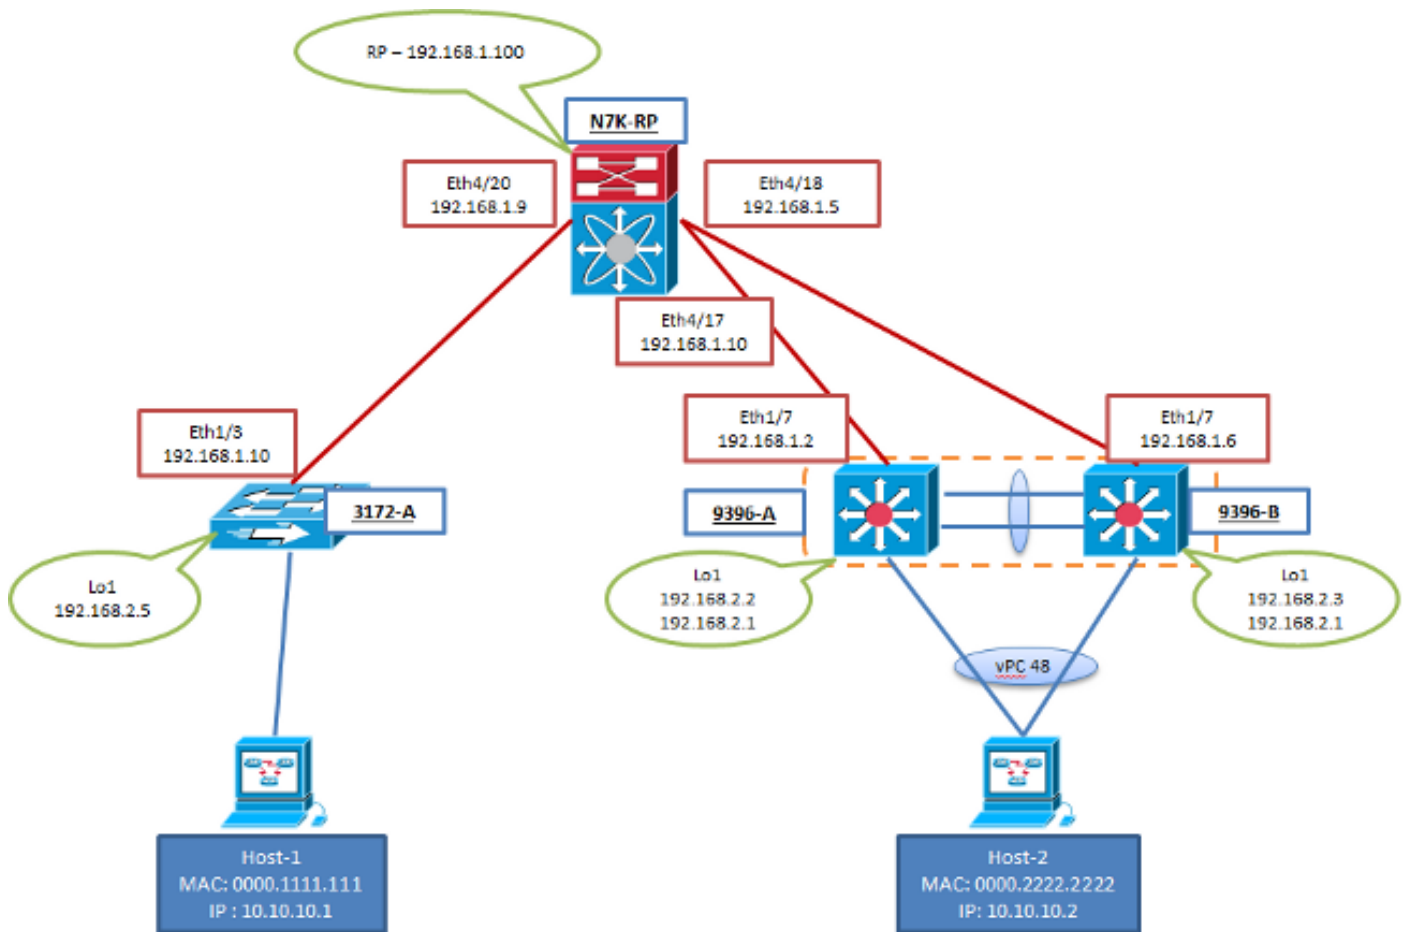 RP – 192.168.1.100
N7K-RP
Eth4/20
192.168.1.9
Eth4/18
192.168.1.5
Eth4/17
192.168.1.10
Eth1/3
192.168.1.10
Eth1/7
192.168.1.2
Eth1/7
192.168.1.6
3172-A
9396-A
9396-B
Lo1
192.168.2.5
Lo1
192.168.2.2
192.168.2.1
Lo1
192.168.2.3
192.168.2.1
vPC 48
Host-1
MAC: 0000.1111.111
IP : 10.10.10.1
Host-2
MAC: 0000.2222.2222
IP: 10.10.10.2